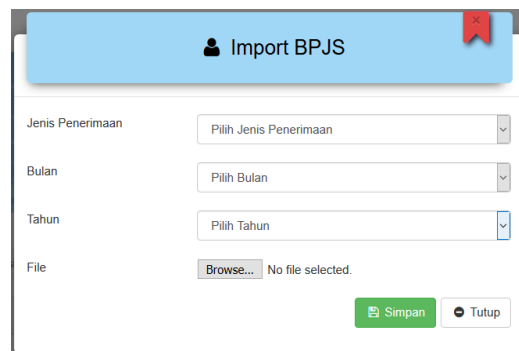 Import BPJS
Jenis Penerimaan
Pilih Jenis Penerimaan
Bulan
Pilih Bulan
Tahun
Pilih Tahun
File
Browse... No file selected.
Simpan
Tutup